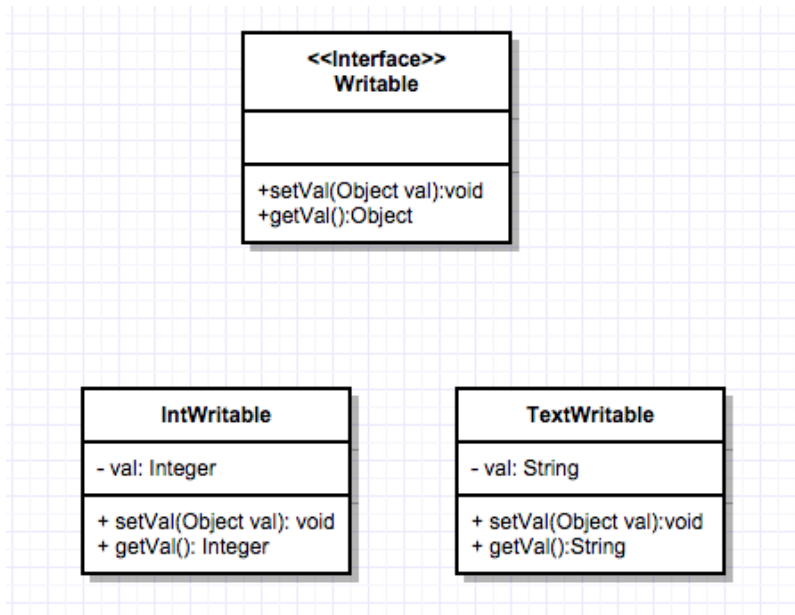 <<Interface>>
Writable
+setVal(Object val):void
+getVal():Object
IntWritable
- val: Integer
+ setVal(Object val): void
+ getVal(): Integer
TextWritable
- val: String
+ setVal(Object val):void
+ getVal():String